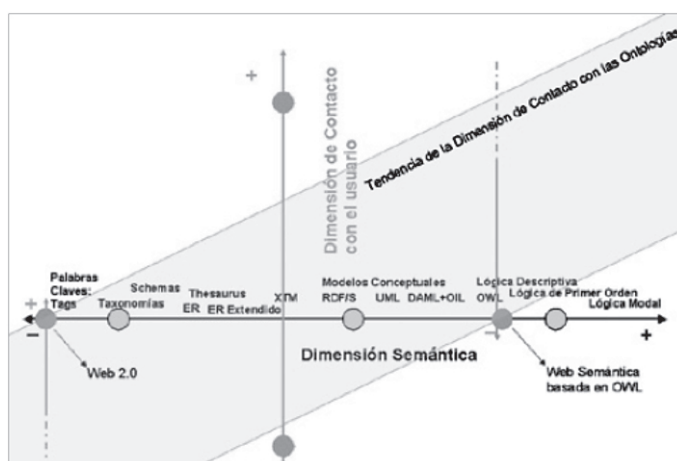 +
Dimensión de Contacto
con el usuario
Tendencia de la Dimensión de Contacto con las Ontologías
Palabras
Claves:
Tags
Taxonomías
Schemas
Thesaurus
ER
ER Extendido
XTM
Modelos Conceptuales
RDF/S
UML
DAML+OIL
Lógica Descriptiva
OWL
Lógica de Primer Orden
Lógica Modal
+
−
−
+
Dimensión Semántica
Web 2.0
Web Semántica
basada en OWL